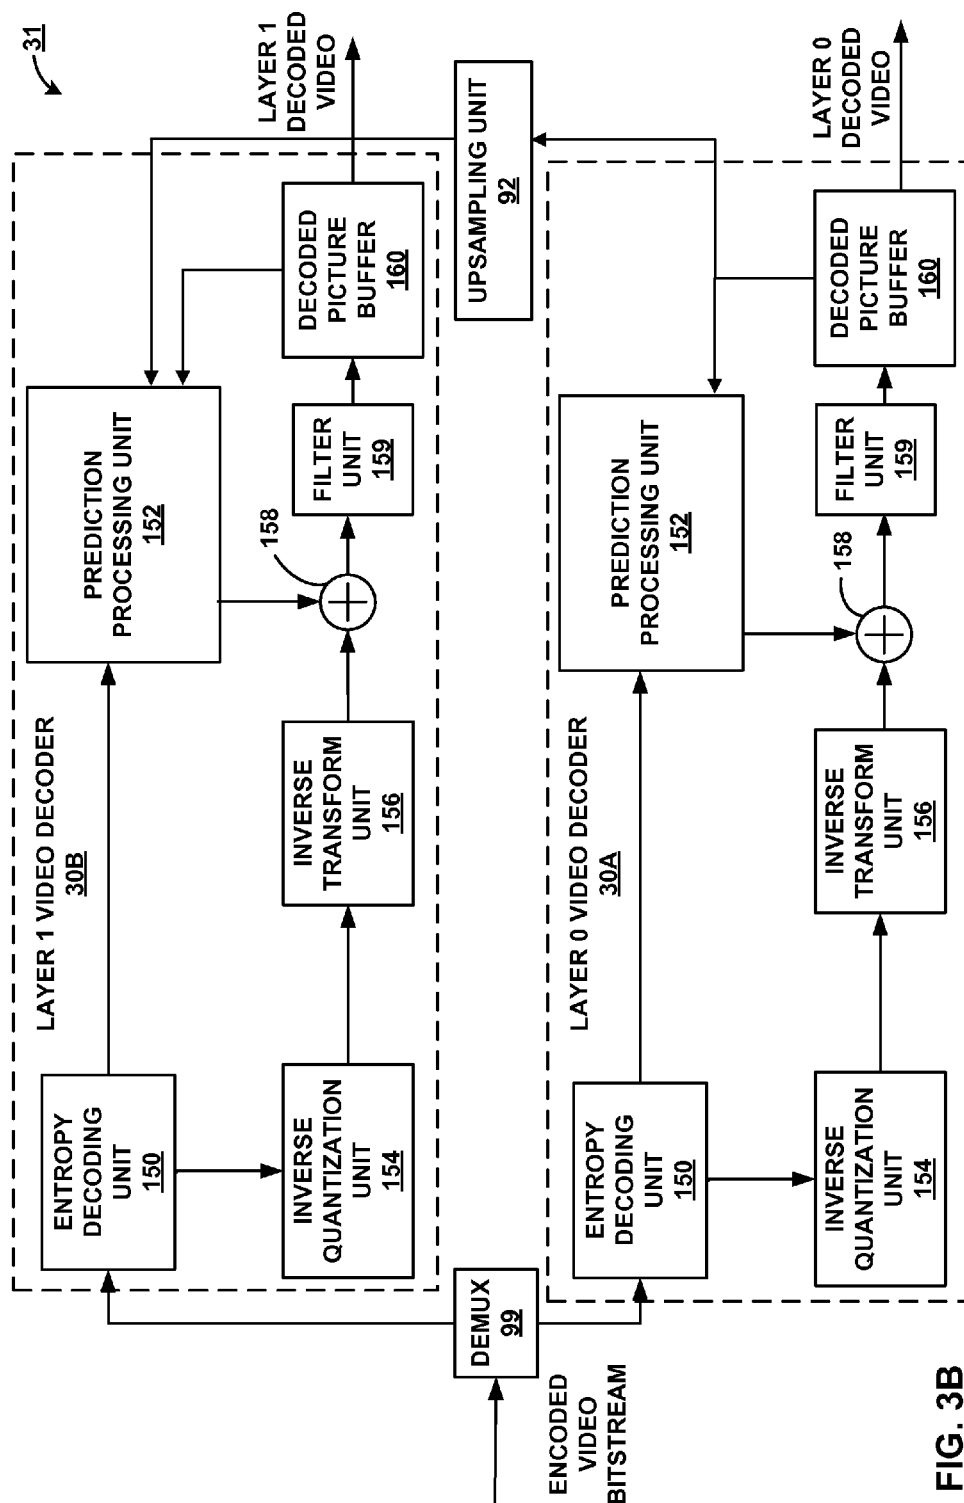 31
LAYER 1 VIDEO DECODER
30B
ENTROPY
DECODING
UNIT
150
PREDICTION
PROCESSING UNIT
152
INVERSE
QUANTIZATION
UNIT
154
INVERSE
TRANSFORM
UNIT
156
158
FILTER
UNIT
159
DECODED
PICTURE
BUFFER
160
LAYER 1
DECODED
VIDEO
DEMUX
99
UPSAMPLING UNIT
92
ENCODED
VIDEO
BITSTREAM
LAYER 0 VIDEO DECODER
30A
ENTROPY
DECODING
UNIT
150
PREDICTION
PROCESSING UNIT
152
INVERSE
QUANTIZATION
UNIT
154
INVERSE
TRANSFORM
UNIT
156
158
FILTER
UNIT
159
DECODED
PICTURE
BUFFER
160
LAYER 0
DECODED
VIDEO
FIG. 3B